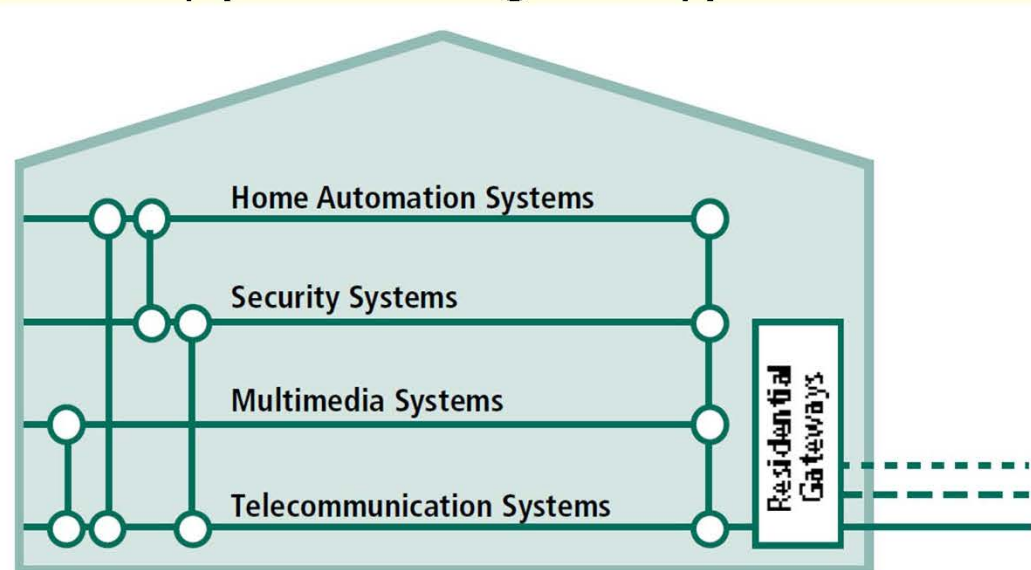 Home Automation Systems
Security Systems
Multimedia Systems
Telecommunication Systems
Residential
Gateways